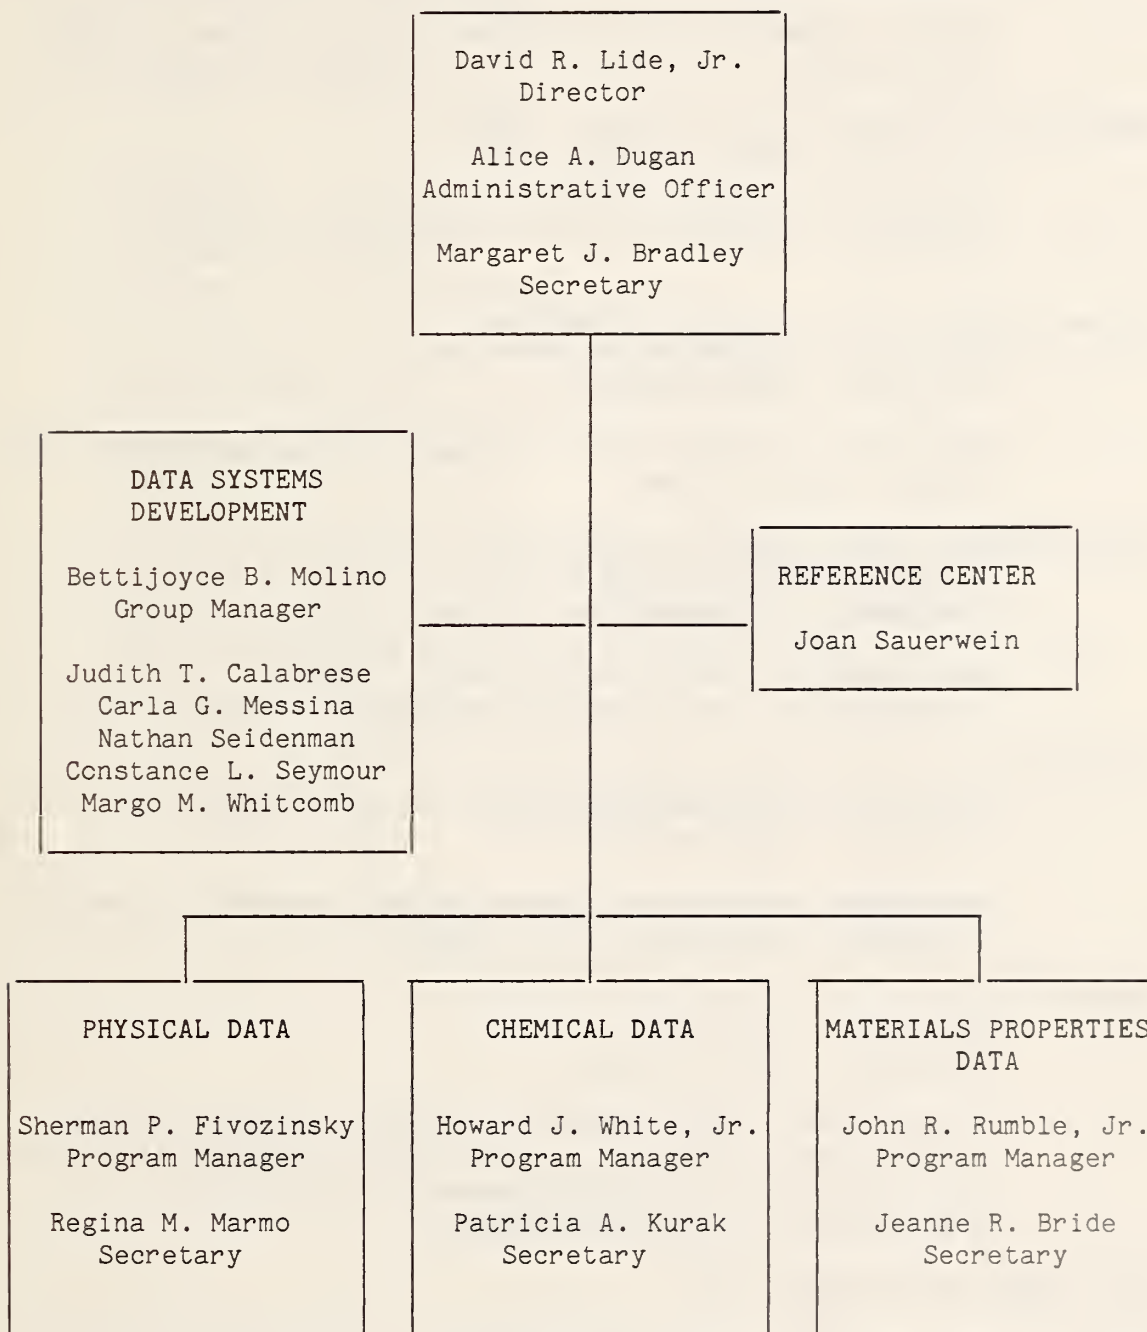 David R. Lide, Jr.
Director
Alice A. Dugan
Administrative Officer
Margaret J. Bradley
Secretary
DATA SYSTEMS
DEVELOPMENT
Bettijoyce B. Molino
Group Manager
Judith T. Calabrese
Carla G. Messina
Nathan Seidenman
Constance L. Seymour
Margo M. Whitcomb
REFERENCE CENTER
Joan Sauerwein
PHYSICAL DATA
Sherman P. Fivozinsky
Program Manager
Regina M. Marmo
Secretary
CHEMICAL DATA
Howard J. White, Jr.
Program Manager
Patricia A. Kurak
Secretary
MATERIALS PROPERTIES
DATA
John R. Rumble, Jr.
Program Manager
Jeanne R. Bride
Secretary